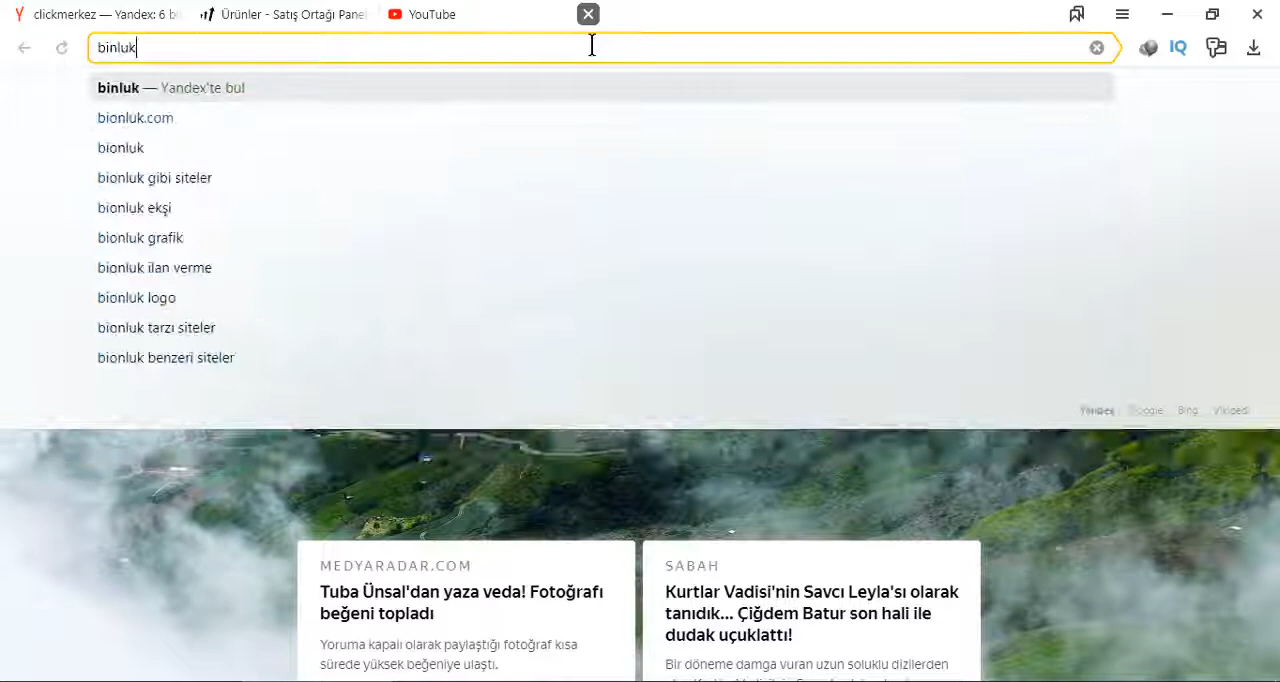 clickmerkez — Yandex: 6 bi
Ürünler - Satış Ortağı Panel
YouTube
binluk
IQ
binluk — Yandex'te bul
bionluk.com
bionluk
bionluk gibi siteler
bionluk ekşi
bionluk grafik
bionluk ilan verme
bionluk logo
bionluk tarzı siteler
bionluk benzeri siteler
Yandex Google Bing Vikipedi
MEDYARADAR.COM
Tuba Ünsal'dan yaza veda! Fotoğrafı
beğeni topladı
Yoruma kapalı olarak paylaştığı fotoğraf kısa
sürede yüksek beğeniye ulaştı.
SABAH
Kurtlar Vadisi'nin Savcı Leyla'sı olarak
tanıdık... Çiğdem Batur son hali ile
dudak uçuklattı!
Bir döneme damga vuran uzun soluklu dizilerden